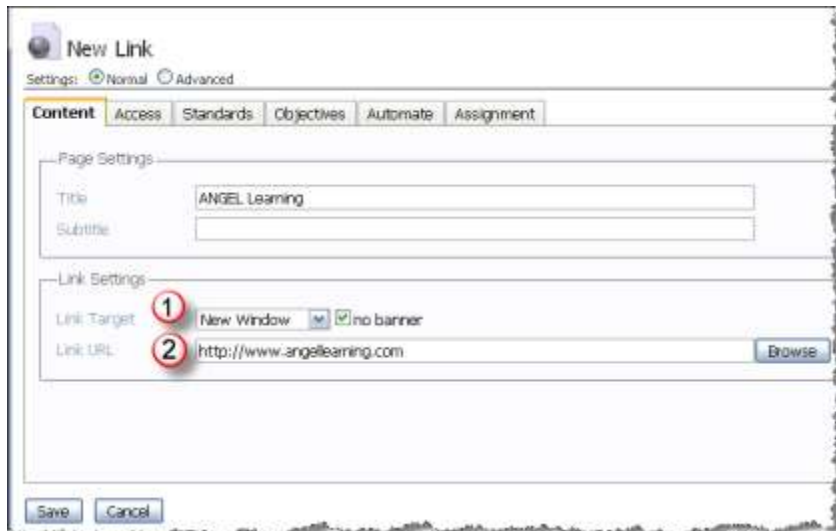 New Link
Settings: Normal Advanced
Content Access Standards Objectives Automate Assignment
Page Settings
Title ANGEL Learning
Subtitle
Link Settings
1
Link Target New Window no banner
2
Link URL http://www.angellearning.com Browse
Save Cancel